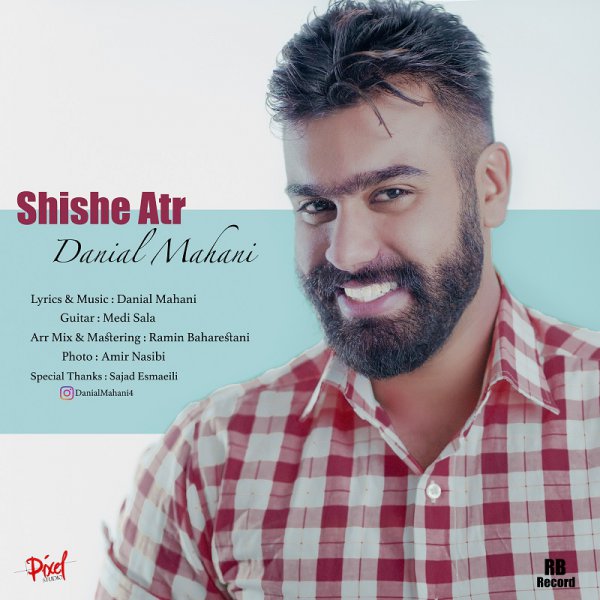 Shishe Atr
Danial Mahani
Lyrics & Music : Danial Mahani
Guitar : Medi Sala
Arr Mix & Mastering : Ramin Baharestani
Photo : Amir Nasibi
Special Thanks : Sajad Esmaeili
DanialMahani4
Pixel
STUDIO
RB
Record